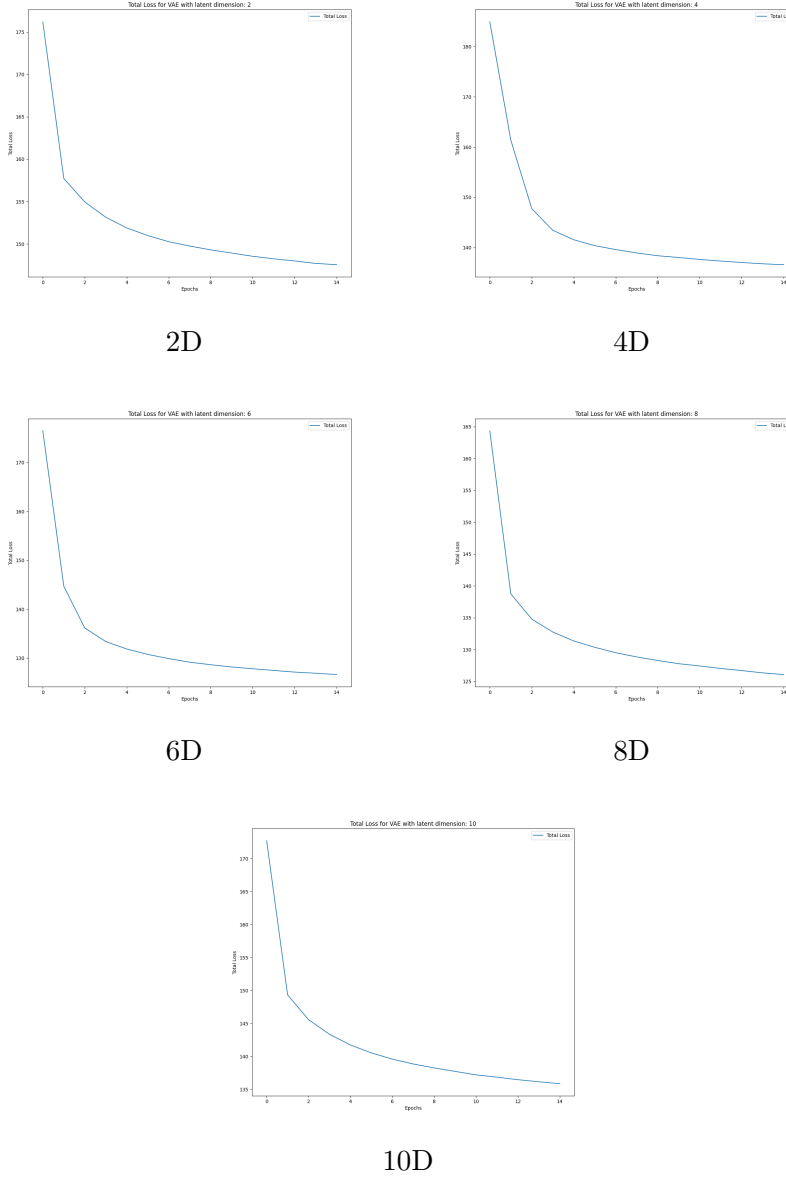 Total Loss for VAE with latent dimension: 2
Total Loss
175
170
165
160
155
150
Total Loss
0 2 4 6 8 10 12 14
Epochs
2D
Total Loss for VAE with latent dimension: 4
Total L
180
170
160
150
140
Total Loss
0 2 4 6 8 10 12 14
Epochs
4D
Total Loss for VAE with latent dimension: 6
Total Loss
170
160
150
140
130
Total Loss
0 2 4 6 8 10 12 14
Epochs
6D
Total Loss for VAE with latent dimension: 8
Total L
165
160
155
150
145
140
135
130
125
Total Loss
0 2 4 6 8 10 12 14
Epochs
8D
Total Loss for VAE with latent dimension: 10
Total Loss
170
165
160
155
150
145
140
135
Total Loss
0 2 4 6 8 10 12 14
Epochs
10D